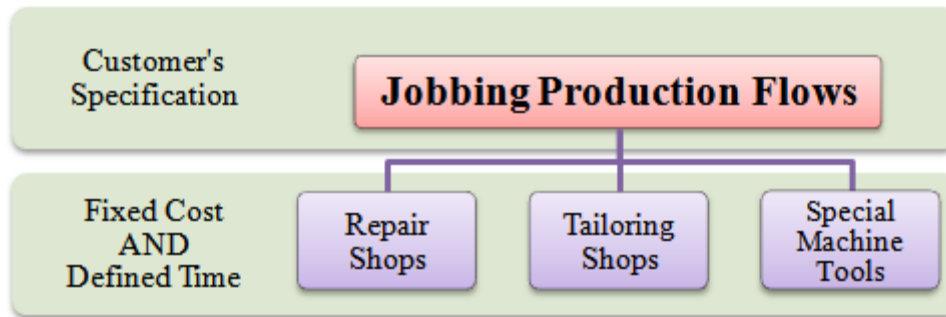 Customer's
Specification
Jobbing Production Flows
Fixed Cost
AND
Defined Time
Repair
Shops
Tailoring
Shops
Special
Machine
Tools